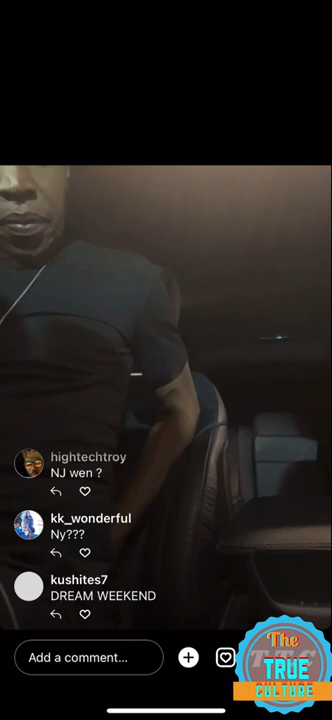 hightechtroy
NJ wen ?
kk_wonderful
Ny???
kushites7
DREAM WEEKEND
Add a comment...
The
TRUE
CULTURE